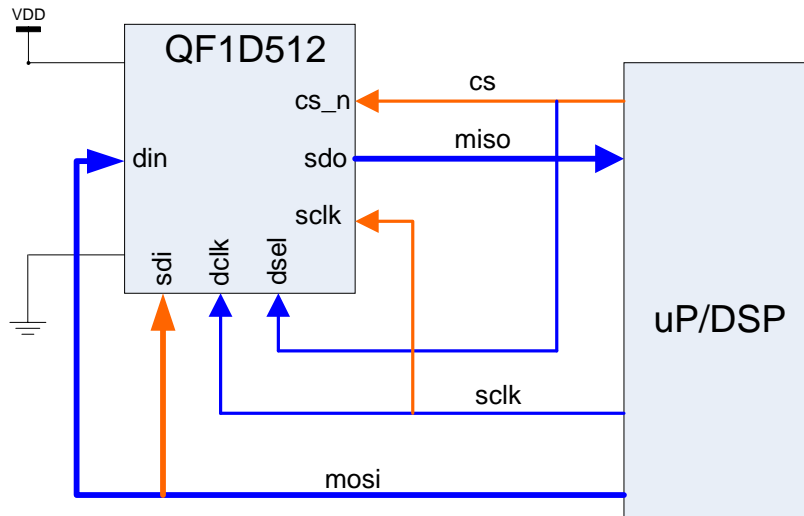 VDD
QF1D512
cs
cs_n
miso
din
sdo
sclk
sdi
dclk
dsel
uP/DSP
sclk
mosi